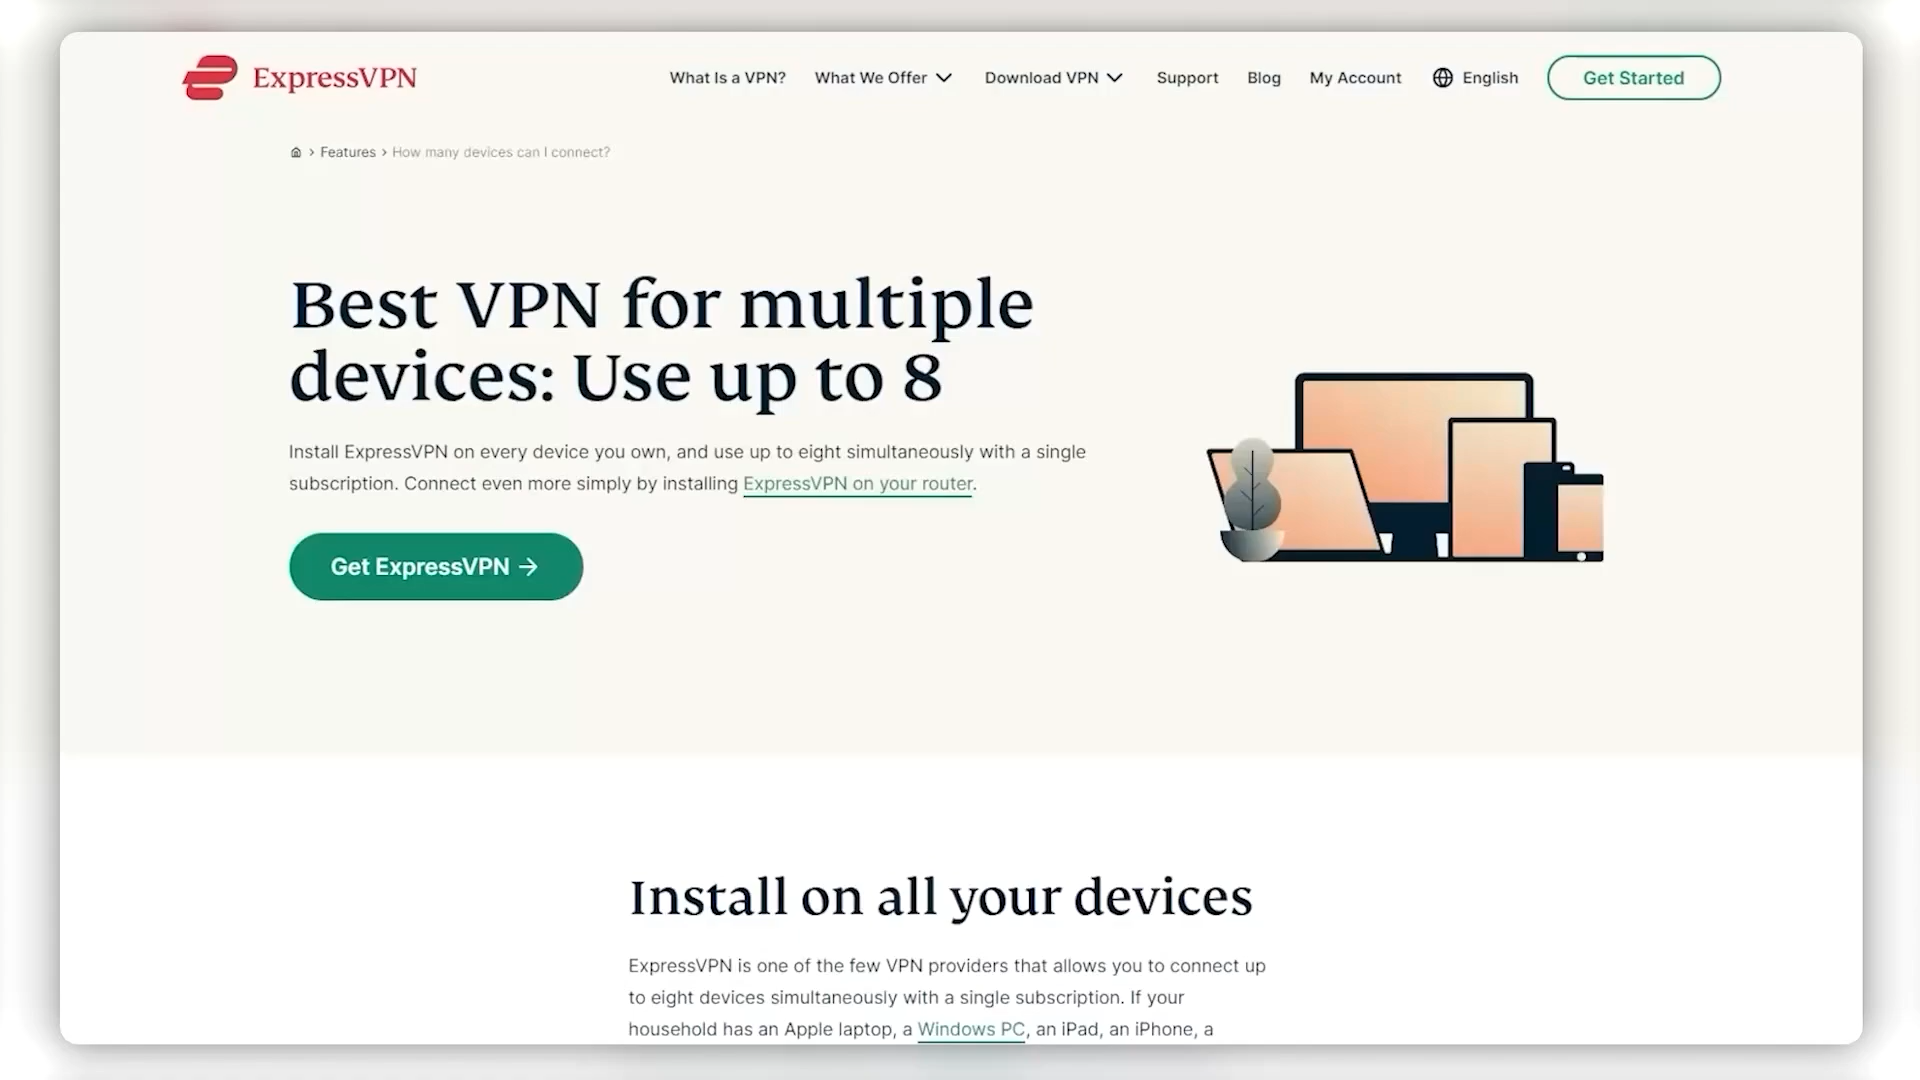 ExpressVPN
What Is a VPN? What We Offer Download VPN Support Blog My Account English Get Started
Features > How many devices can I connect?
Best VPN for multiple
devices: Use up to 8
Install ExpressVPN on every device you own, and use up to eight simultaneously with a single
subscription. Connect even more simply by installing ExpressVPN on your router.
Get ExpressVPN →
Install on all your devices
ExpressVPN is one of the few VPN providers that allows you to connect up
to eight devices simultaneously with a single subscription. If your
household has an Apple laptop, a Windows PC, an iPad, an iPhone, a